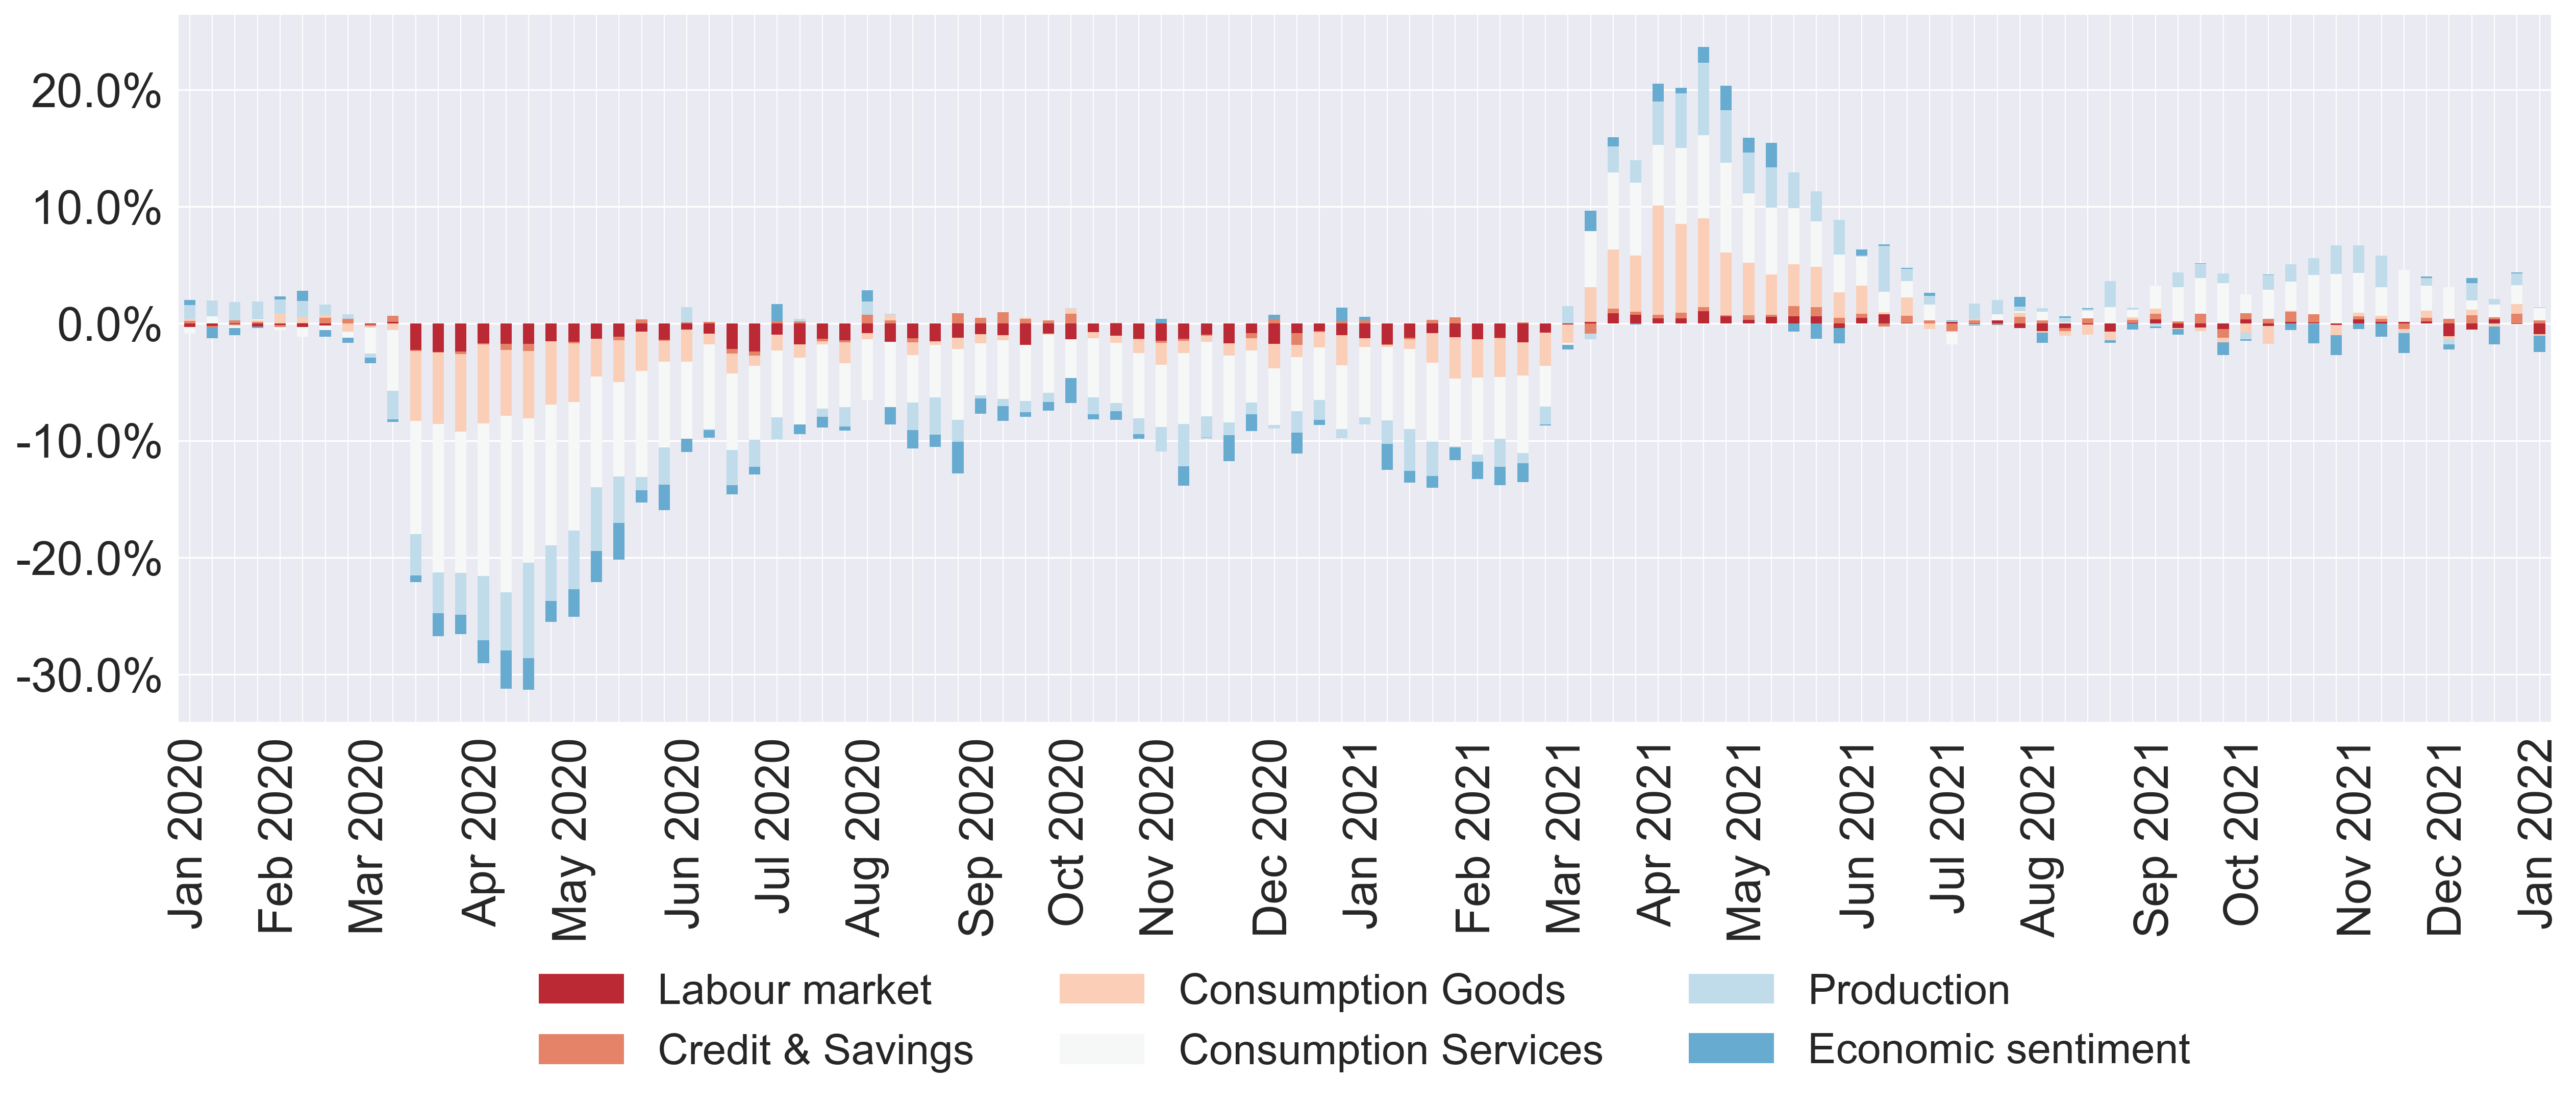 20.0%
10.0%
0.0%
-10.0%
-20.0%
-30.0%
Jan 2020
Feb 2020
Mar 2020
Apr 2020
May 2020
Jun 2020
Jul 2020
Aug 2020
Sep 2020
Oct 2020
Nov 2020
Dec 2020
Jan 2021
Feb 2021
Mar 2021
Apr 2021
May 2021
Jun 2021
Jul 2021
Aug 2021
Sep 2021
Oct 2021
Nov 2021
Dec 2021
Jan 2022
Labour market
Credit & Savings
Consumption Goods
Consumption Services
Production
Economic sentiment